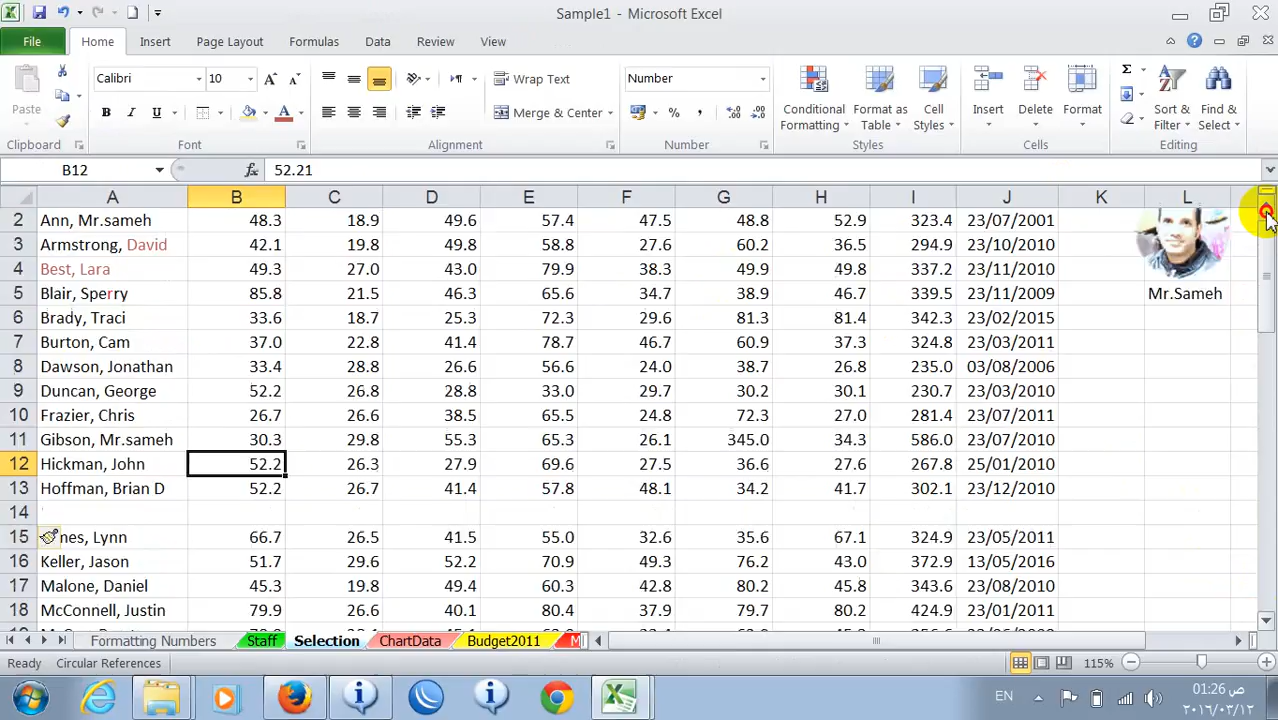 Sample1 - Microsoft Excel
File Home Insert Page Layout Formulas Data Review View
Calibri 10 Wrap Text Number
Paste B I U Merge & Center % , Conditional Formatting Format as Table Cell Styles Insert Delete Format Sort & Filter Find & Select
Clipboard Font Alignment Number Styles Cells Editing
B12 fx 52.21
A B C D E F G H I J K L
2 Ann, Mr.sameh 48.3 18.9 49.6 57.4 47.5 48.8 52.9 323.4 23/07/2001
3 Armstrong, David 42.1 19.8 49.8 58.8 27.6 60.2 36.5 294.9 23/10/2010
4 Best, Lara 49.3 27.0 43.0 79.9 38.3 49.9 49.8 337.2 23/11/2010
5 Blair, Sperry 85.8 21.5 46.3 65.6 34.7 38.9 46.7 339.5 23/11/2009 Mr.Sameh
6 Brady, Traci 33.6 18.7 25.3 72.3 29.6 81.3 81.4 342.3 23/02/2015
7 Burton, Cam 37.0 22.8 41.4 78.7 46.7 60.9 37.3 324.8 23/03/2011
8 Dawson, Jonathan 33.4 28.8 26.6 56.6 24.0 38.7 26.8 235.0 03/08/2006
9 Duncan, George 52.2 26.8 28.8 33.0 29.7 30.2 30.1 230.7 23/03/2010
10 Frazier, Chris 26.7 26.6 38.5 65.5 24.8 72.3 27.0 281.4 23/07/2011
11 Gibson, Mr.sameh 30.3 29.8 55.3 65.3 26.1 345.0 34.3 586.0 23/07/2010
12 Hickman, John 52.2 26.3 27.9 69.6 27.5 36.6 27.6 267.8 25/01/2010
13 Hoffman, Brian D 52.2 26.7 41.4 57.8 48.1 34.2 41.7 302.1 23/12/2010
14
15 nes, Lynn 66.7 26.5 41.5 55.0 32.6 35.6 67.1 324.9 23/05/2011
16 Keller, Jason 51.7 29.6 52.2 70.9 49.3 76.2 43.0 372.9 13/05/2016
17 Malone, Daniel 45.3 19.8 49.4 60.3 42.8 80.2 45.8 343.6 23/08/2010
18 McConnell, Justin 79.9 26.6 40.1 80.4 37.9 79.7 80.2 424.9 23/01/2011
Formatting Numbers Staff Selection ChartData Budget2011 M
Ready Circular References 115%
EN 01:26 ص
٢٠١٦/٠٣/١٢